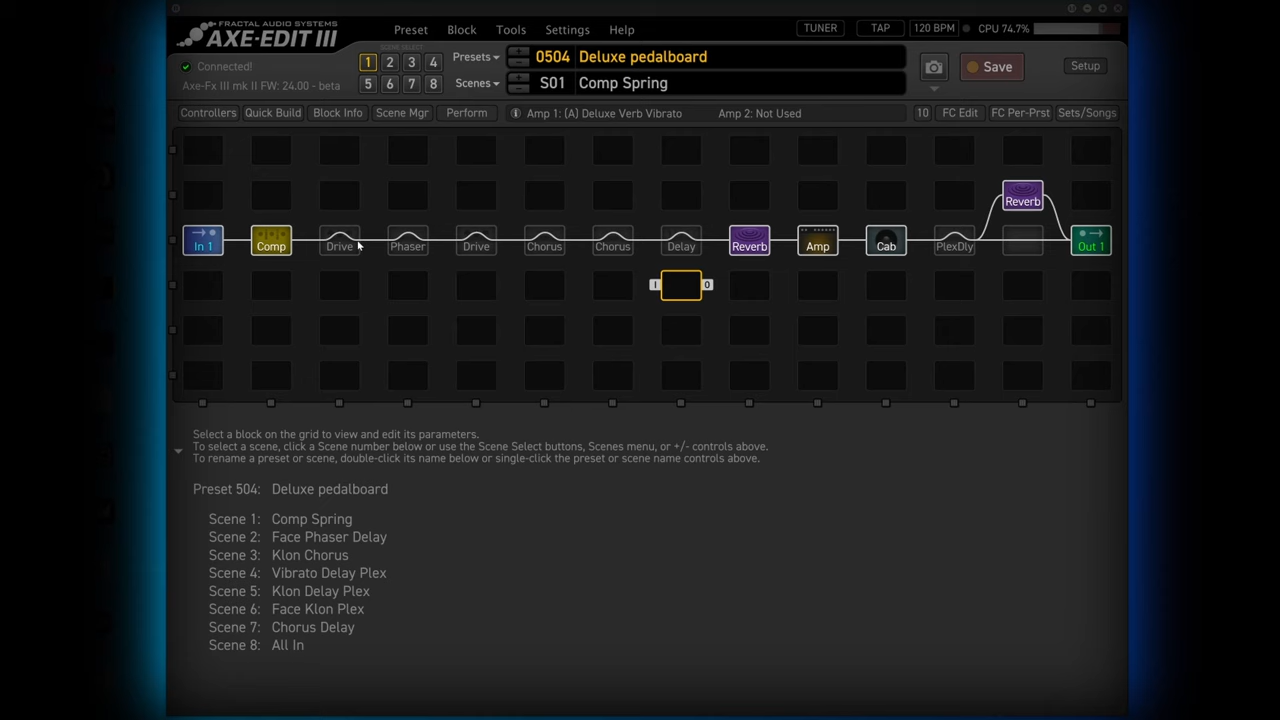 FRACTAL AUDIO SYSTEMS
AXE-EDIT III
Preset Block Tools Settings Help
TUNER TAP 120 BPM CPU 74.7%
Connected!
Axe-Fx III mk II FW: 24.00 - beta
SCENE SELECT
1 2 3 4
5 6 7 8
Presets 0504 Deluxe pedalboard
Scenes S01 Comp Spring
Save
Setup
Controllers Quick Build Block Info Scene Mgr Perform Amp 1: (A) Deluxe Verb Vibrato Amp 2: Not Used 10 FC Edit FC Per-Prst Sets/Songs
Reverb
In 1 Comp Drive Phaser Drive Chorus Chorus Delay Reverb Amp Cab PlexDly Out 1
I O
Select a block on the grid to view and edit its parameters.
To select a scene, click a Scene number below or use the Scene Select buttons, Scenes menu, or +/- controls above.
To rename a preset or scene, double-click its name below or single-click the preset or scene name controls above.
Preset 504: Deluxe pedalboard
Scene 1: Comp Spring
Scene 2: Face Phaser Delay
Scene 3: Klon Chorus
Scene 4: Vibrato Delay Plex
Scene 5: Klon Delay Plex
Scene 6: Face Klon Plex
Scene 7: Chorus Delay
Scene 8: All In